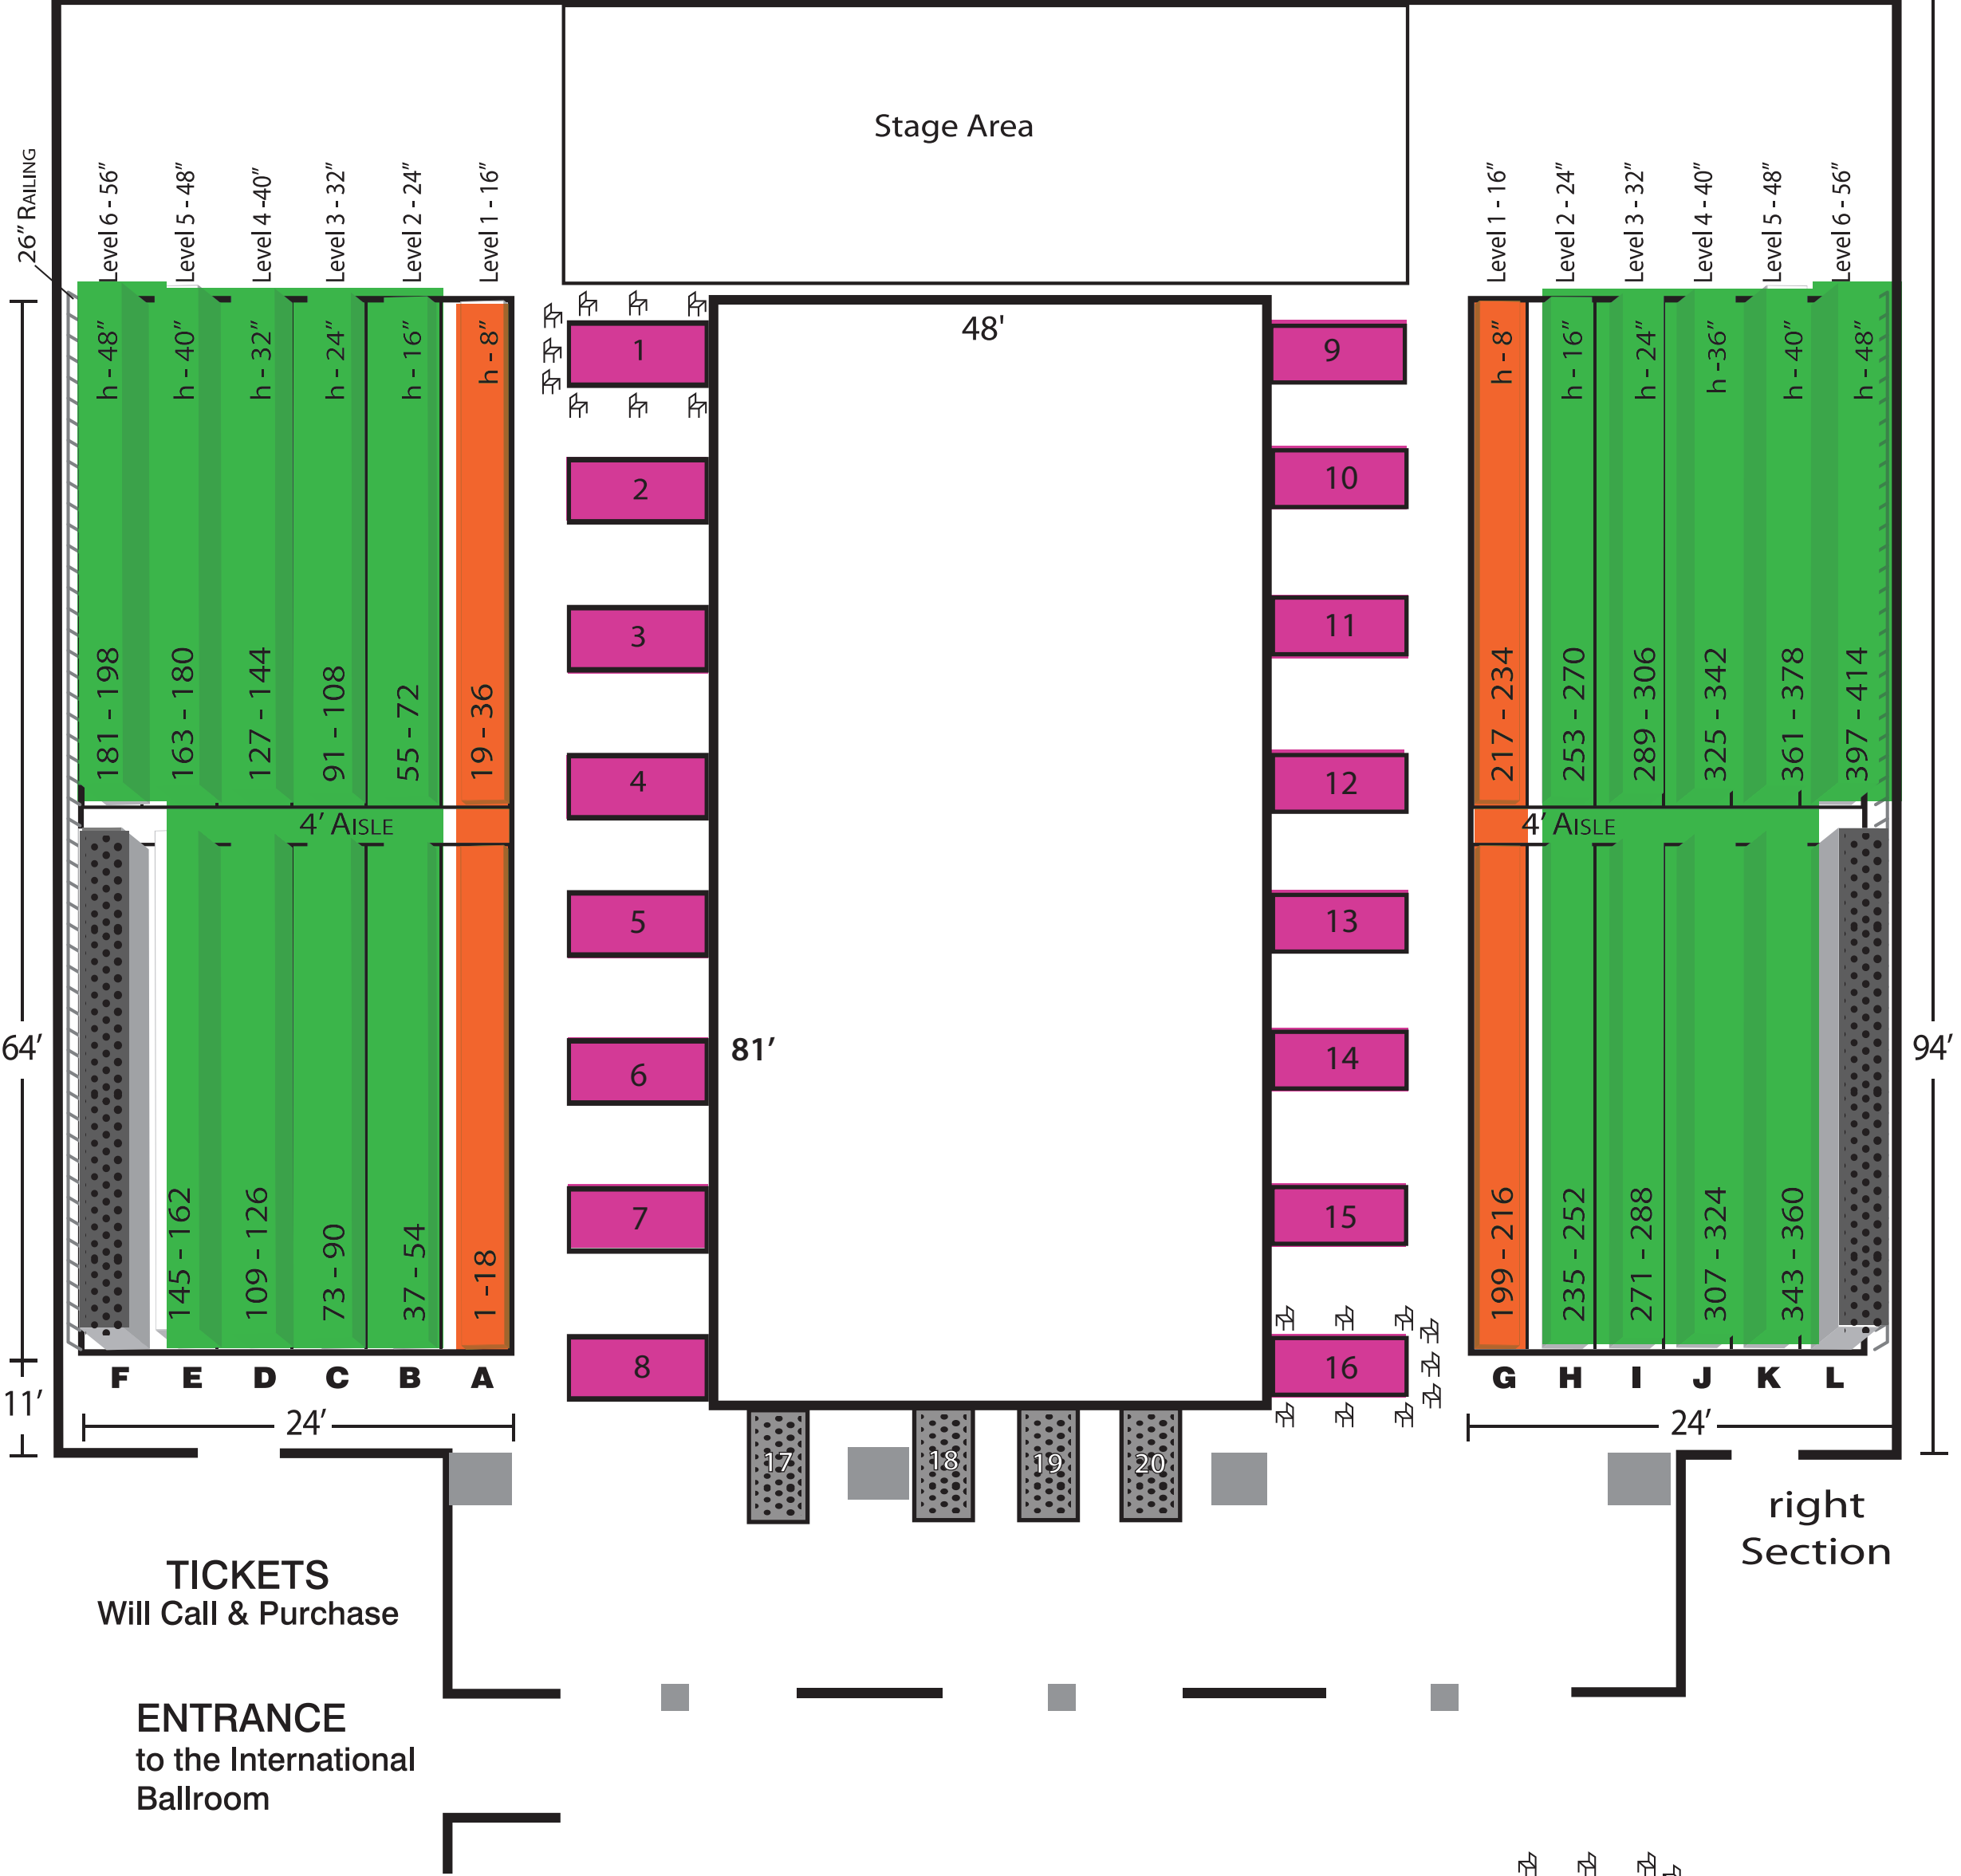 Stage Area
26” RAILING
Level 6 - 56”
Level 5 - 48”
Level 4 -40”
Level 3 - 32”
Level 2 - 24”
Level 1 - 16”
Level 1 - 16”
Level 2 - 24”
Level 3 - 32”
Level 4 - 40”
Level 5 - 48”
Level 6 - 56”
h - 48”
h - 40”
h - 32”
h - 24”
h - 16”
h - 8”
48'
h - 8”
h - 16”
h - 24”
h -36”
h - 40”
h - 48”
1
2
3
4
5
6
7
8
9
10
11
12
13
14
15
16
181 - 198
163 - 180
127 - 144
91 - 108
55 - 72
19 - 36
217 - 234
253 - 270
289 - 306
325 - 342
361 - 378
397 - 414
4’ AISLE
4’ AISLE
64’
81’
94’
145 - 162
109 - 126
73 - 90
37 - 54
1 -18
199 - 216
235 - 252
271 - 288
307 - 324
343 - 360
F E D C B A
G H I J K L
11’
24’
24’
17
18
19
20
right
Section
TICKETS
Will Call & Purchase
ENTRANCE
to the International
Ballroom